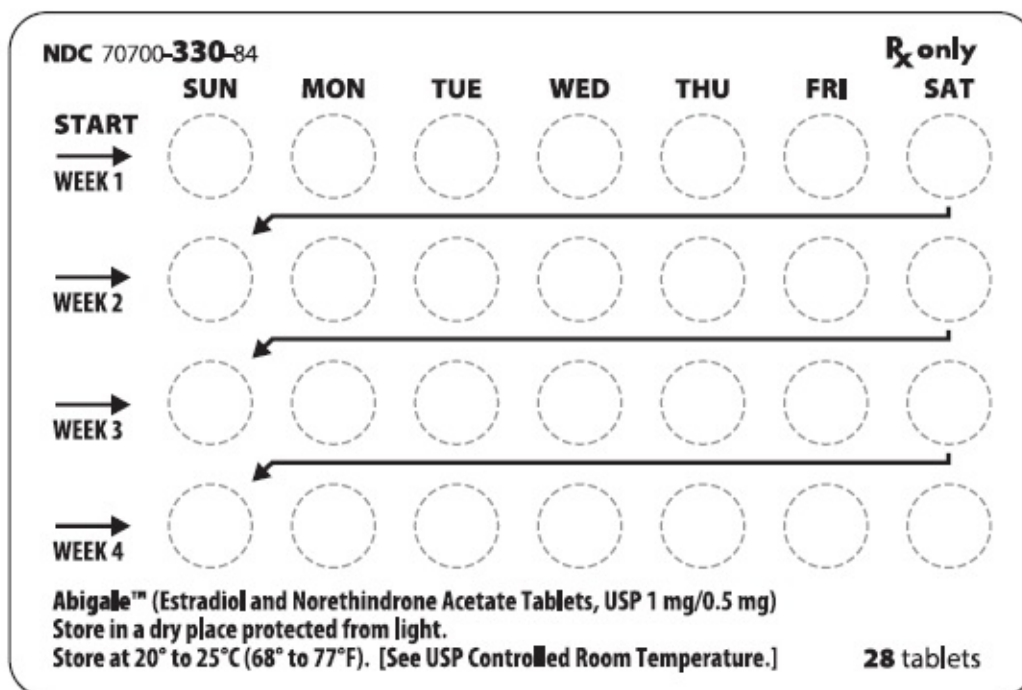 NDC 70700-330-84
Rx only
SUN MON TUE WED THU FRI SAT
START
WEEK 1
WEEK 2
WEEK 3
WEEK 4
Abigale™ (Estradiol and Norethindrone Acetate Tablets, USP 1 mg/0.5 mg)
Store in a dry place protected from light.
Store at 20° to 25°C (68° to 77°F). [See USP Controlled Room Temperature.]
28 tablets